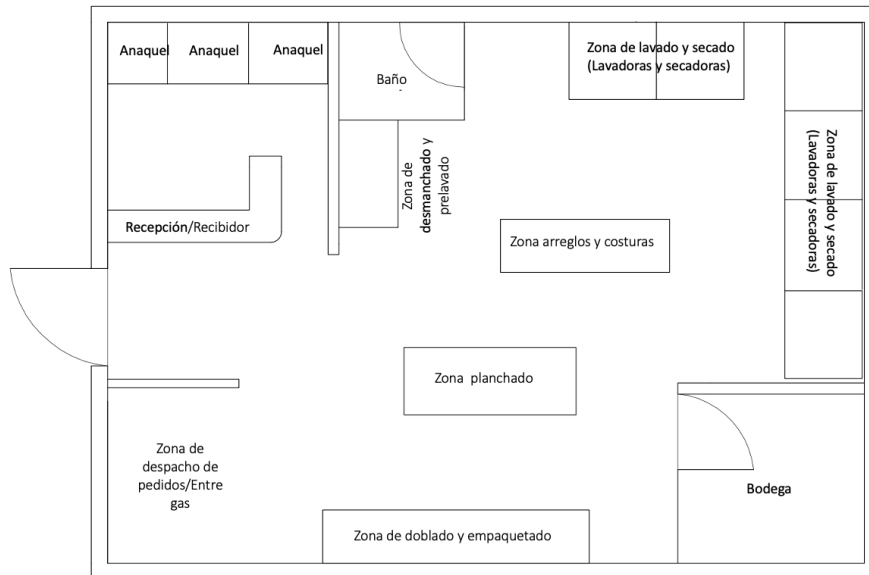 Anaquel
Anaquel
Anaquel
Baño
Zona de lavado y secado
(Lavadoras y secadoras)
Zona de
desmanchado y
prelavado
Zona de lavado y secado
(Lavadoras y secadoras)
Recepción/Recibidor
Zona arreglos y costuras
Zona planchado
Zona de
despacho de
pedidos/Entre
gas
Bodega
Zona de doblado y empaquetado